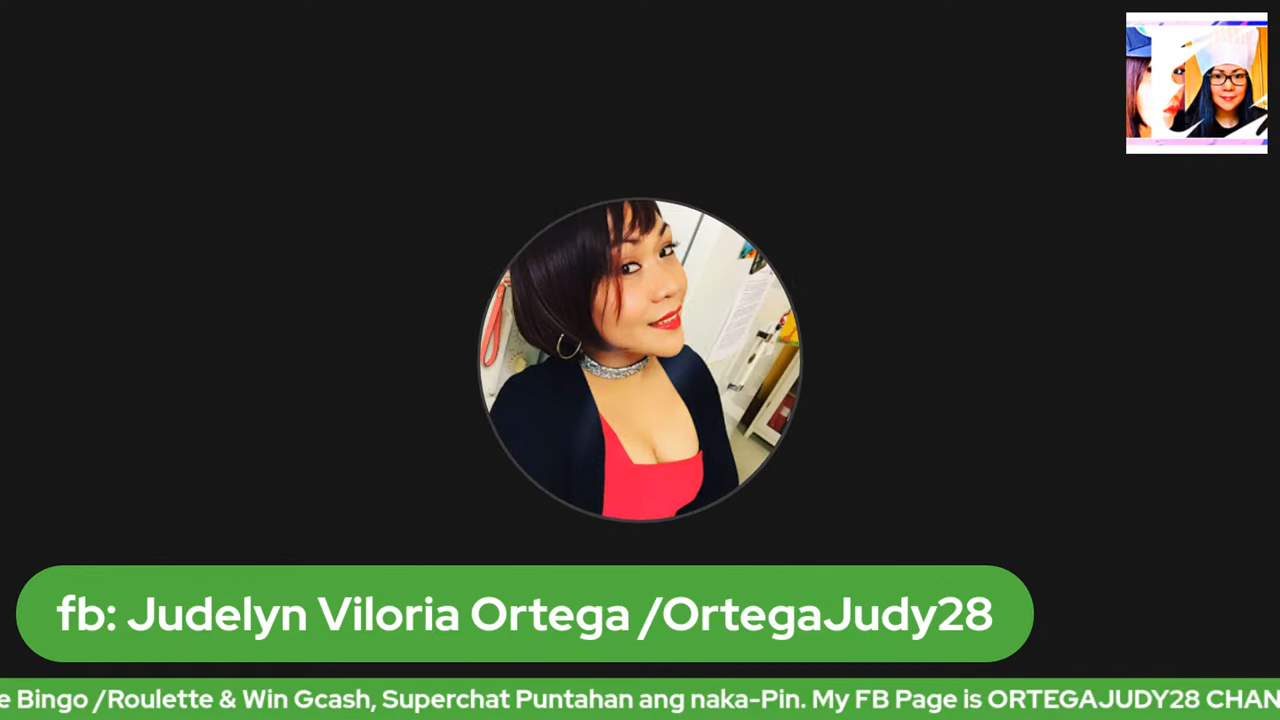 fb: Judelyn Viloria Ortega /OrtegaJudy28
Bingo /Roulette & Win Gcash, Superchat Puntahan ang naka-Pin. My FB Page is ORTEGAJUDY28